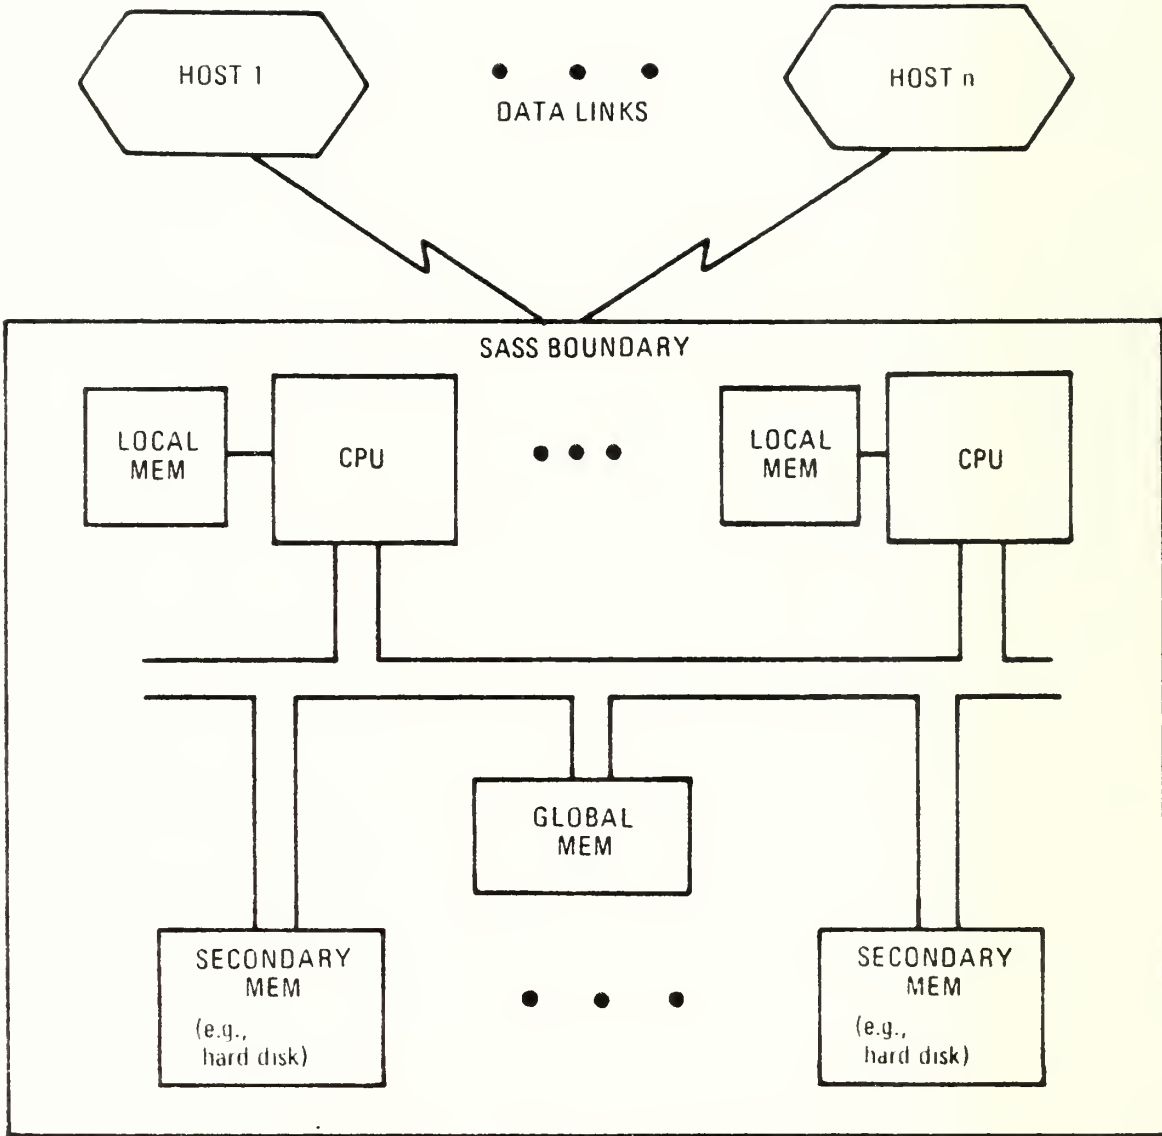 HOST 1
HOST n
DATA LINKS
SASS BOUNDARY
LOCAL
MEM
CPU
LOCAL
MEM
CPU
GLOBAL
MEM
SECONDARY
MEM
(e.g.,
hard disk)
SECONDARY
MEM
(e.g.,
hard disk)